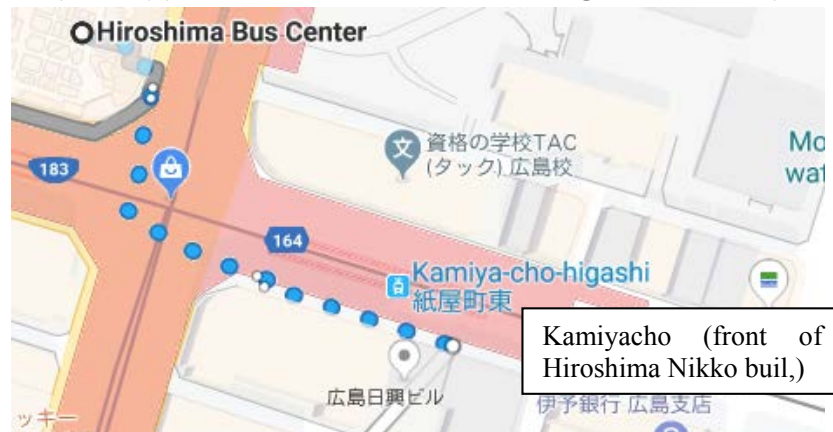 Hiroshima Bus Center
資格の学校TAC
(タック)広島校
Mo
wat
183
164
Kamiya-cho-higashi
紙屋町東
文
Kamiyacho (front of
Hiroshima Nikko buil,)
広島日興ビル
伊予銀行 広島支店
ッキー